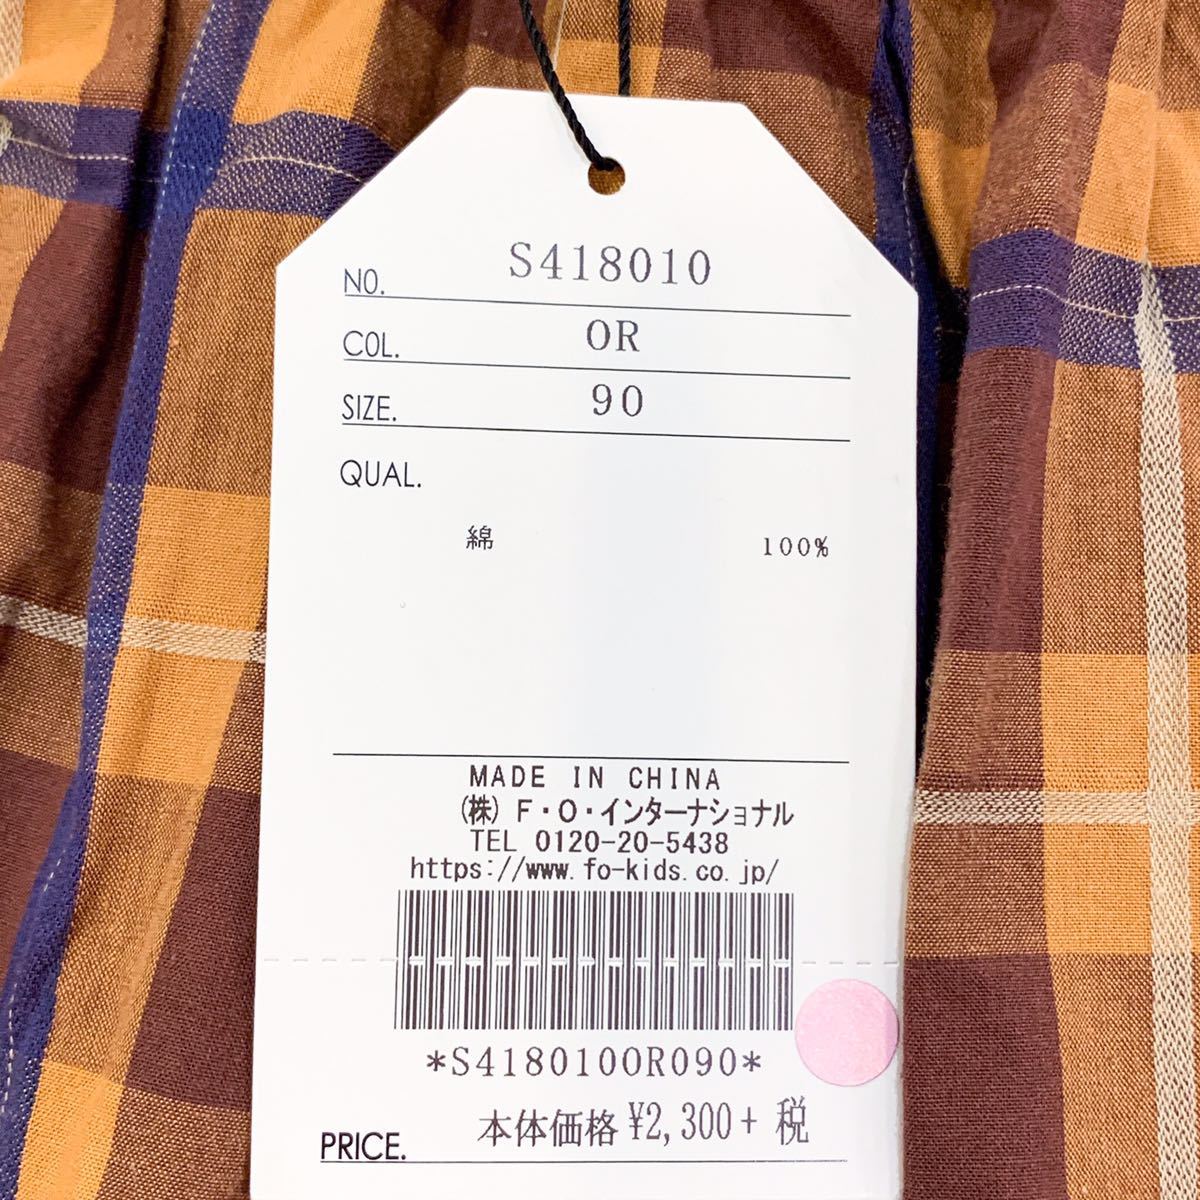 NO. S418010
COL. OR
SIZE. 90
QUAL.
綿 100%
MADE IN CHINA
(株) F・O・インターナショナル
TEL 0120-20-5438
https://www.fo-kids.co.jp/
*S418010OR090*
PRICE. 本体価格 ¥2,300+ 税